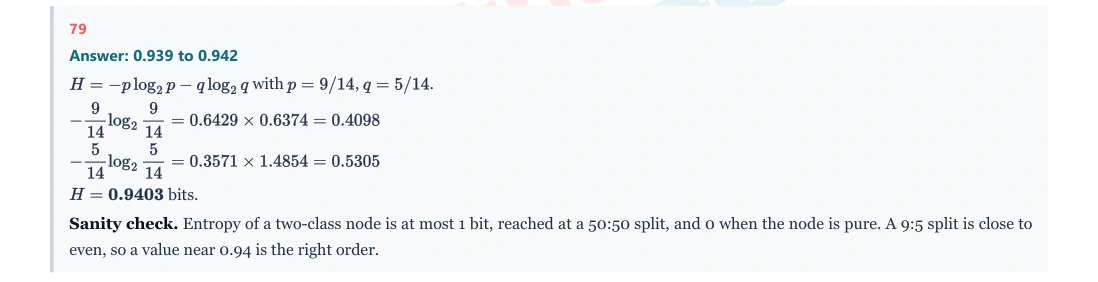 79
Answer: 0.939 to 0.942
H = −p log₂ p − q log₂ q with p = 9/14, q = 5/14.
−9/14 log₂ 9/14 = 0.6429 × 0.6374 = 0.4098
−5/14 log₂ 5/14 = 0.3571 × 1.4854 = 0.5305
H = 0.9403 bits.
Sanity check. Entropy of a two-class node is at most 1 bit, reached at a 50:50 split, and 0 when the node is pure. A 9:5 split is close to
even, so a value near 0.94 is the right order.